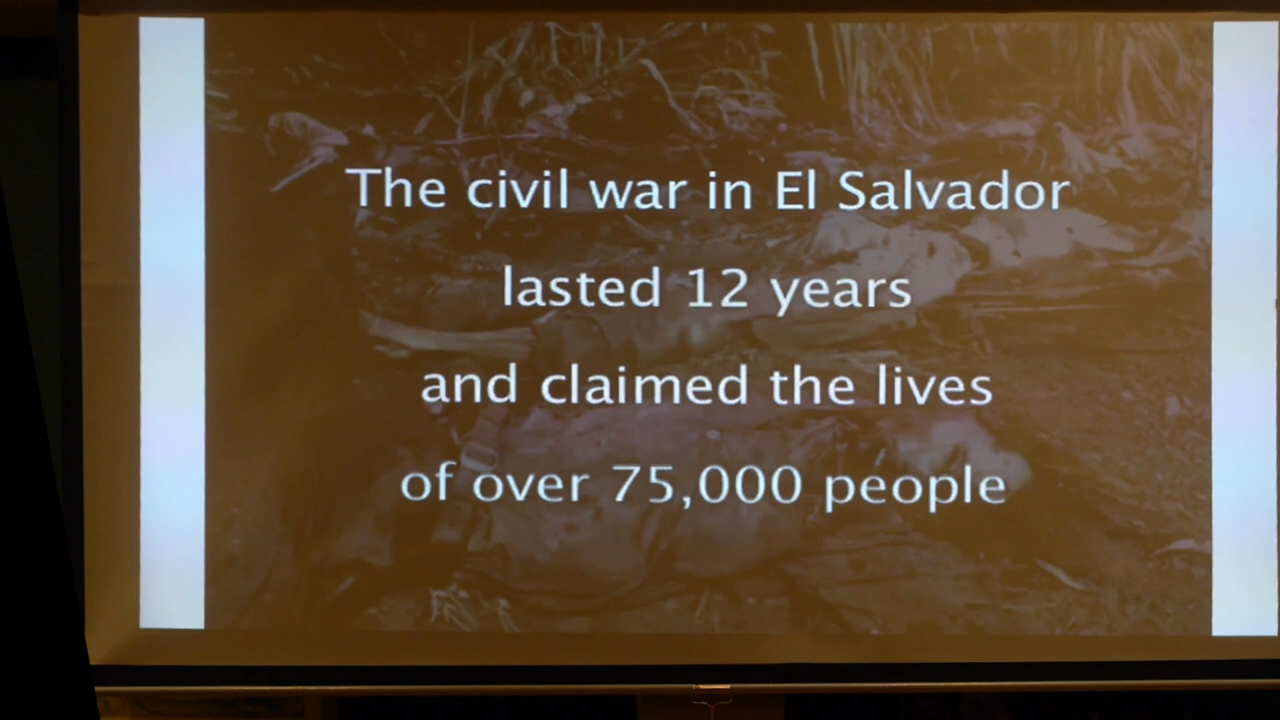 The civil war in El Salvador
lasted 12 years
and claimed the lives
of over 75,000 people